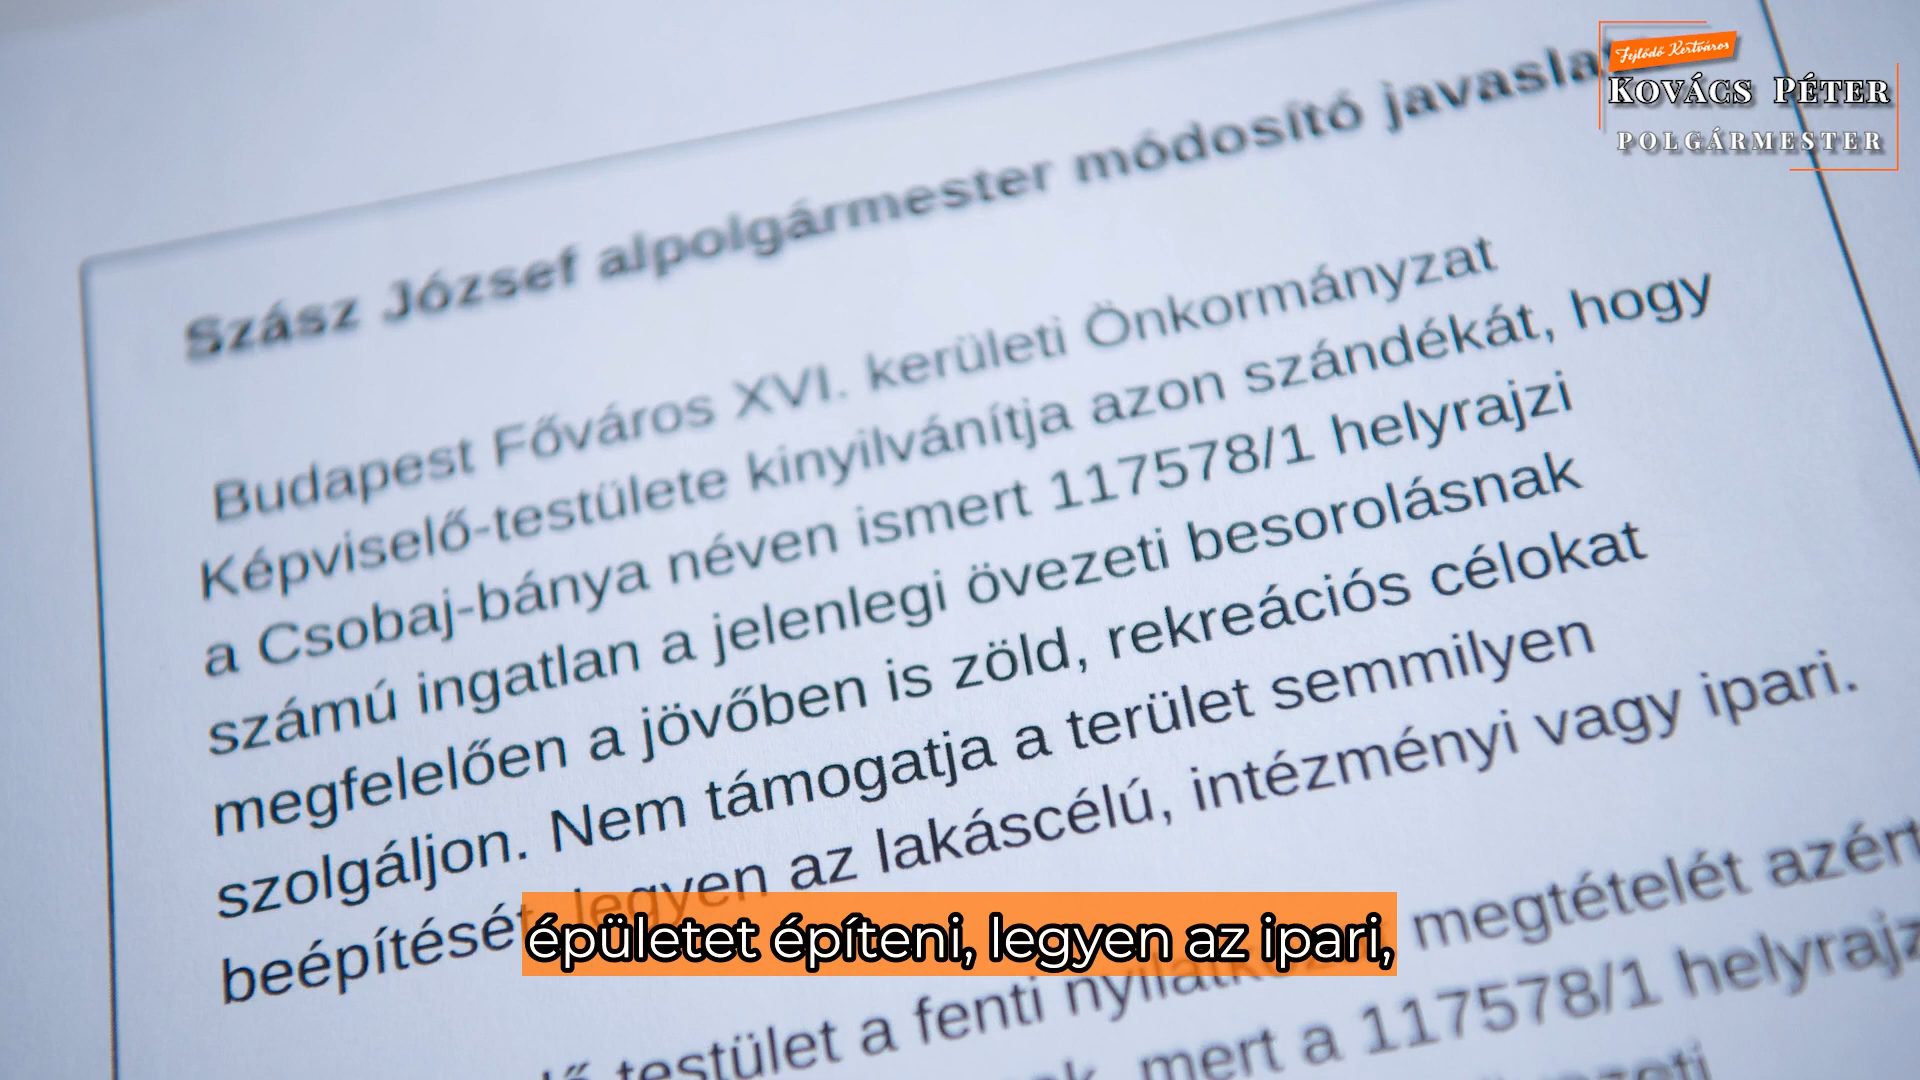 Fejlődő Kertváros
KOVÁCS PÉTER
POLGÁRMESTER
Szász József alpolgármester módosító
Budapest Főváros XVI. kerületi Önkormányzat
Képviselő-testülete kinyilvánítja azon szándékát, hogy
a Csobaj-bánya néven ismert 117578/1 helyrajzi
számú ingatlan a jelenlegi övezeti besorolásnak
megfelelően a jövőben is zöld, rekreációs célokat
szolgáljon. Nem támogatja a terület semmilyen
beépítését, legyen az lakáscélú, intézményi vagy ipari.
épületet építeni, legyen az ipari,
testület a fenti megtételét azért
mert a 117578/1